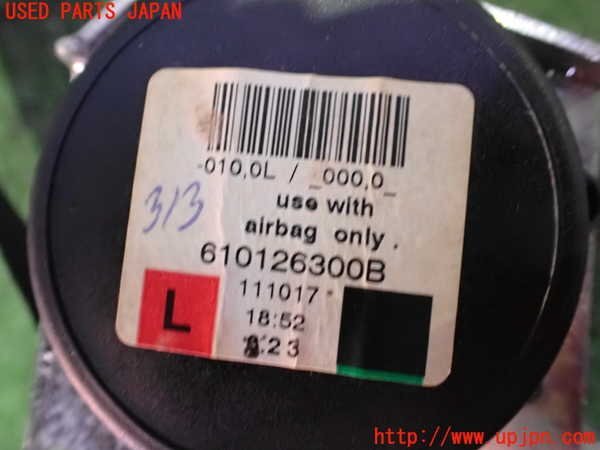 USED PARTS JAPAN
-010,0L / _000,0_
313
use with
airbag only.
610126300B
111017-
L
18:52
23
http://www.upjpn.com